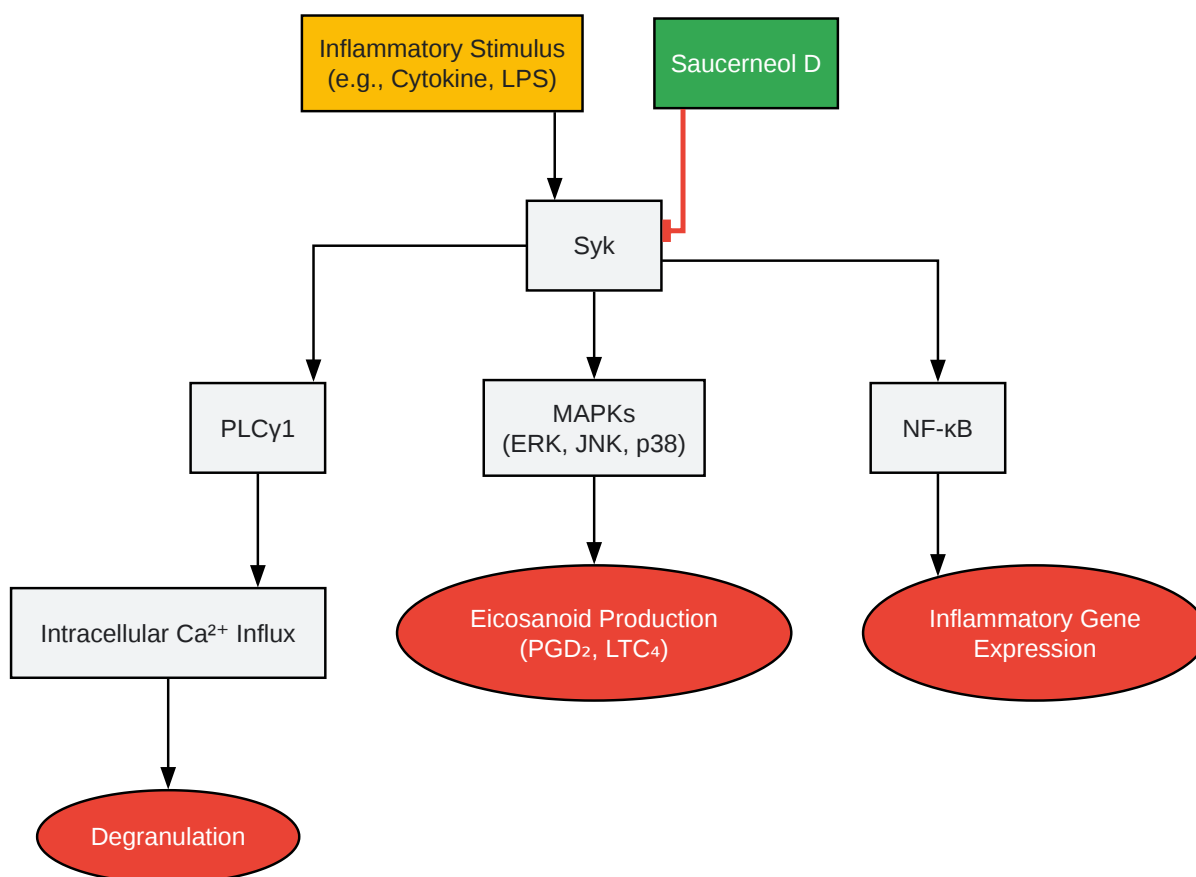 Inflammatory Stimulus
(e.g., Cytokine, LPS)
Saucerneol D
Syk
PLCγ1
MAPKs
(ERK, JNK, p38)
NF-κB
Intracellular Ca²⁺ Influx
Eicosanoid Production
(PGD₂, LTC₄)
Inflammatory Gene
Expression
Degranulation